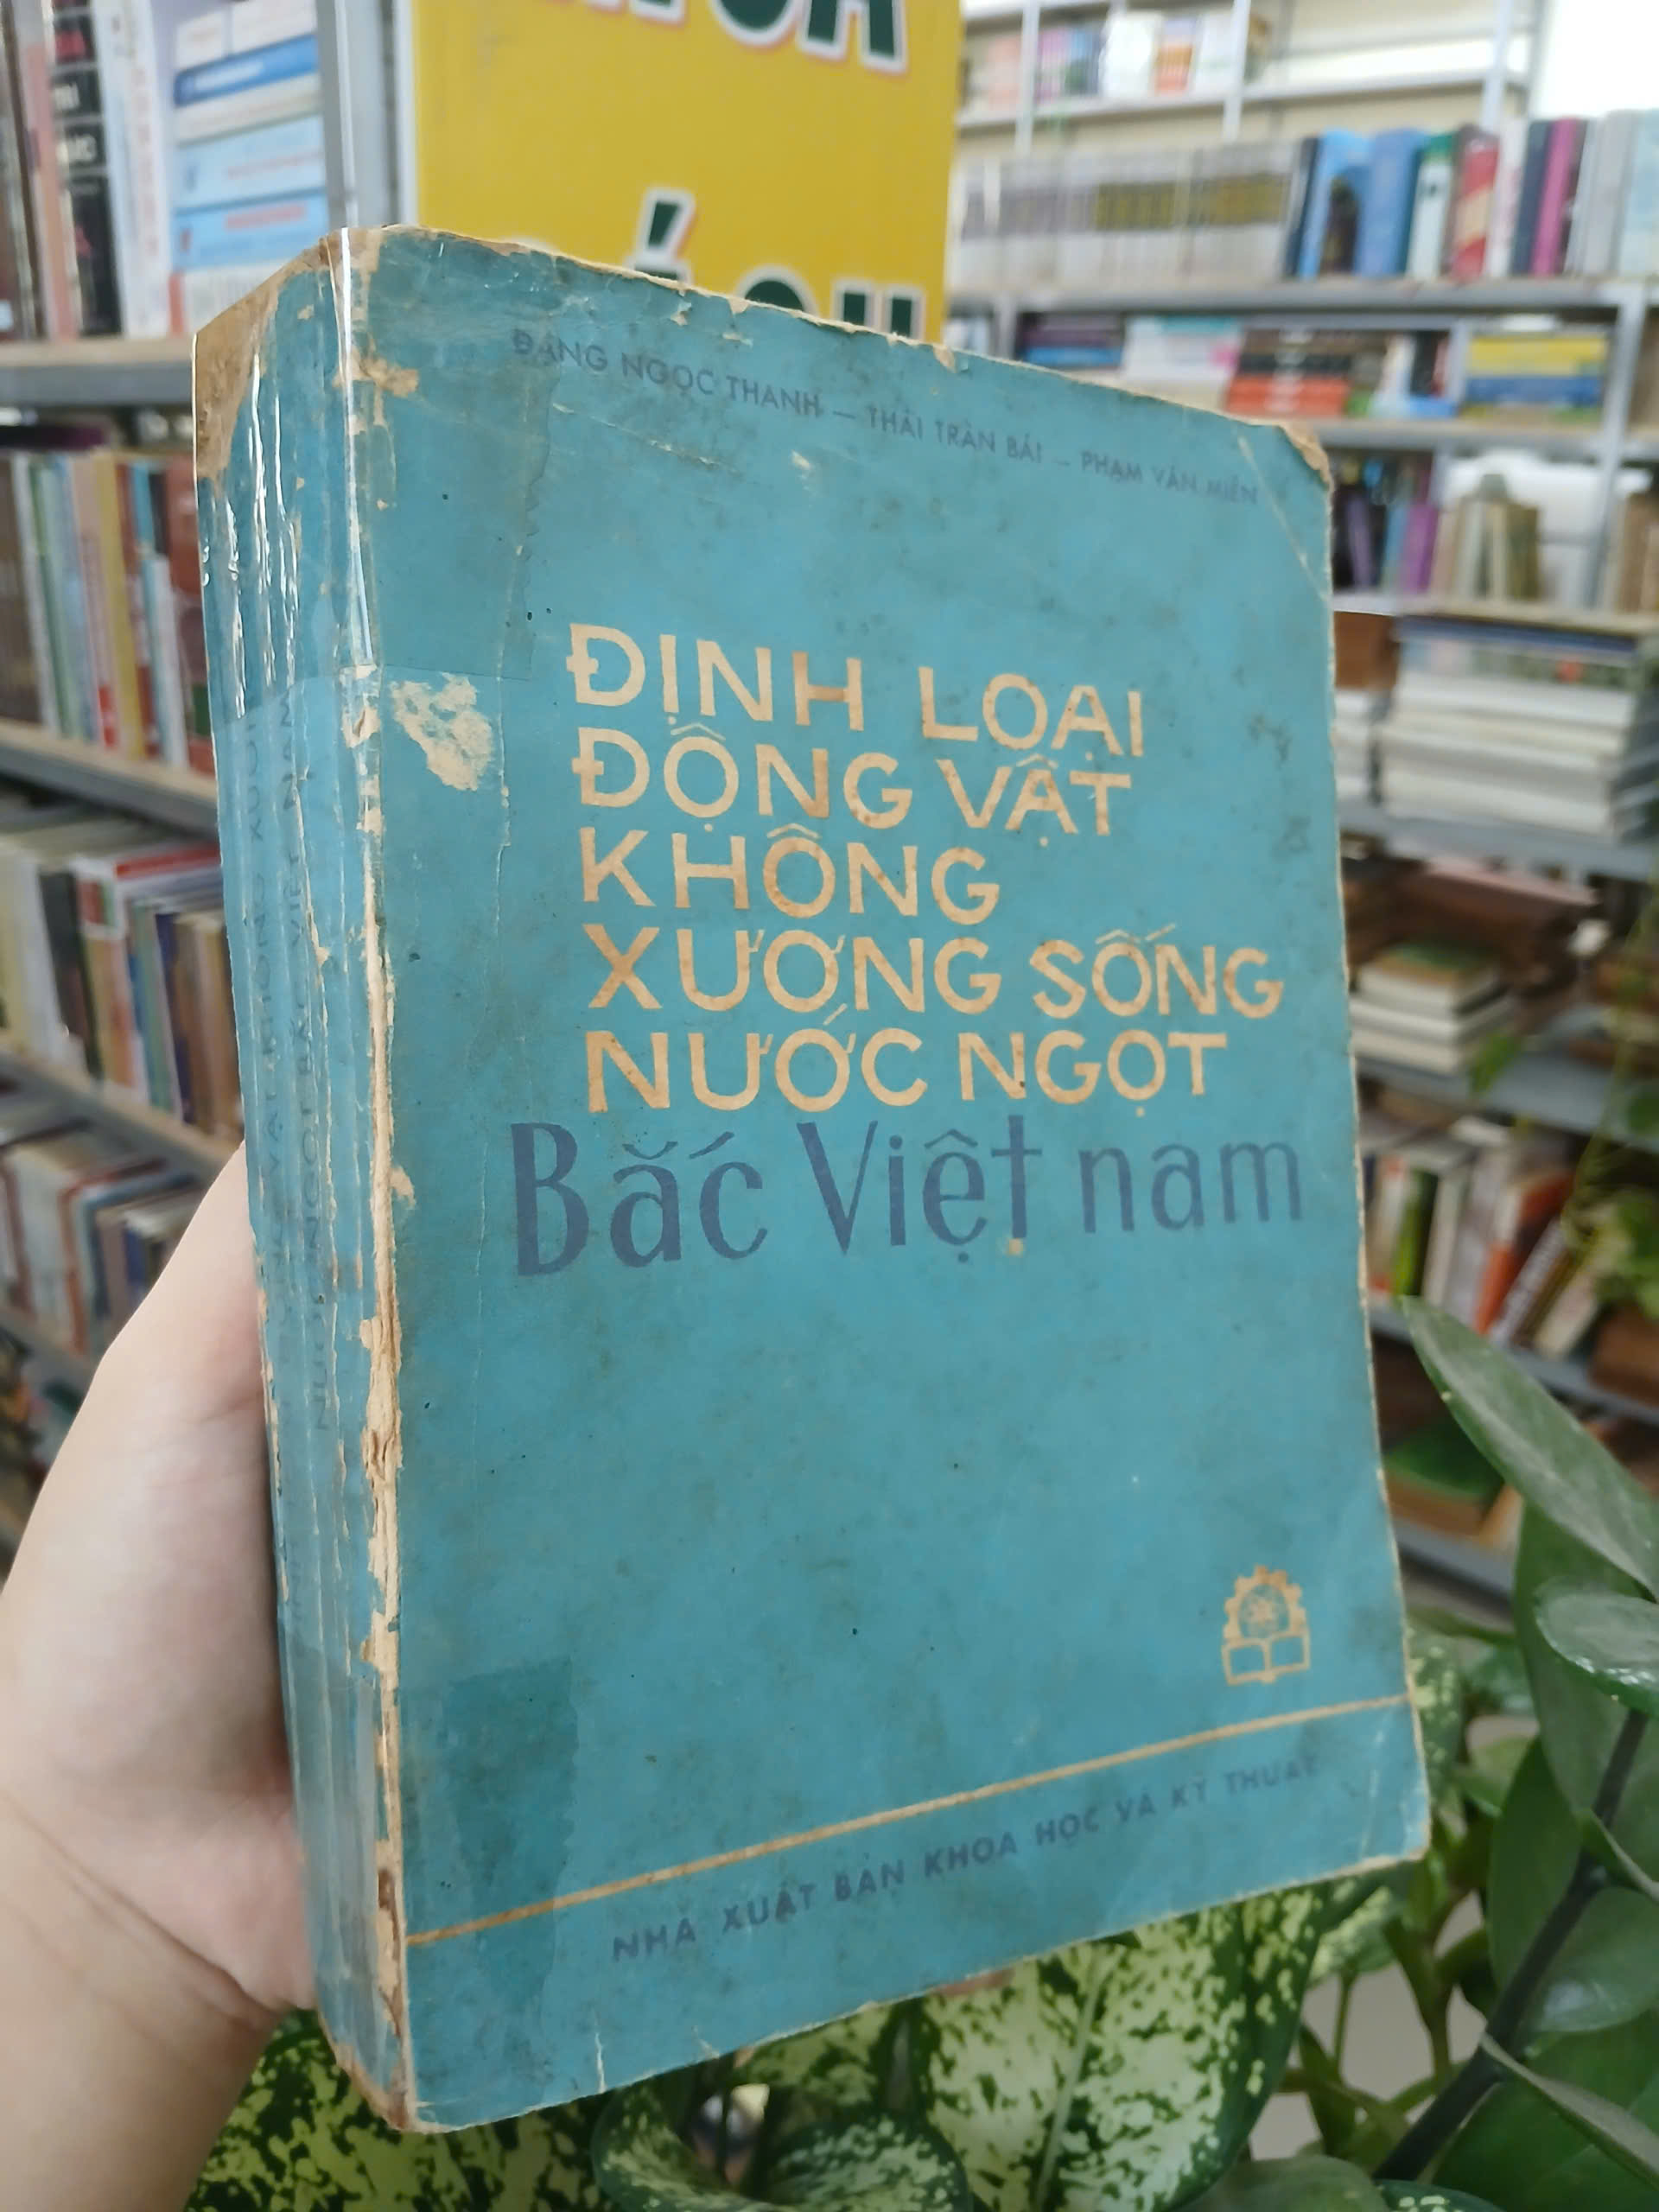 ĐẶNG NGỌC THANH — THÁI TRẦN BÁI — PHẠM VĂN MIÊN
ĐỊNH LOẠI
ĐỘNG VẬT
KHÔNG
XƯƠNG SỐNG
NƯỚC NGỌT
Bắc Việt nam
NHÀ XUẤT BẢN KHOA HỌC VÀ KỸ THUẬT